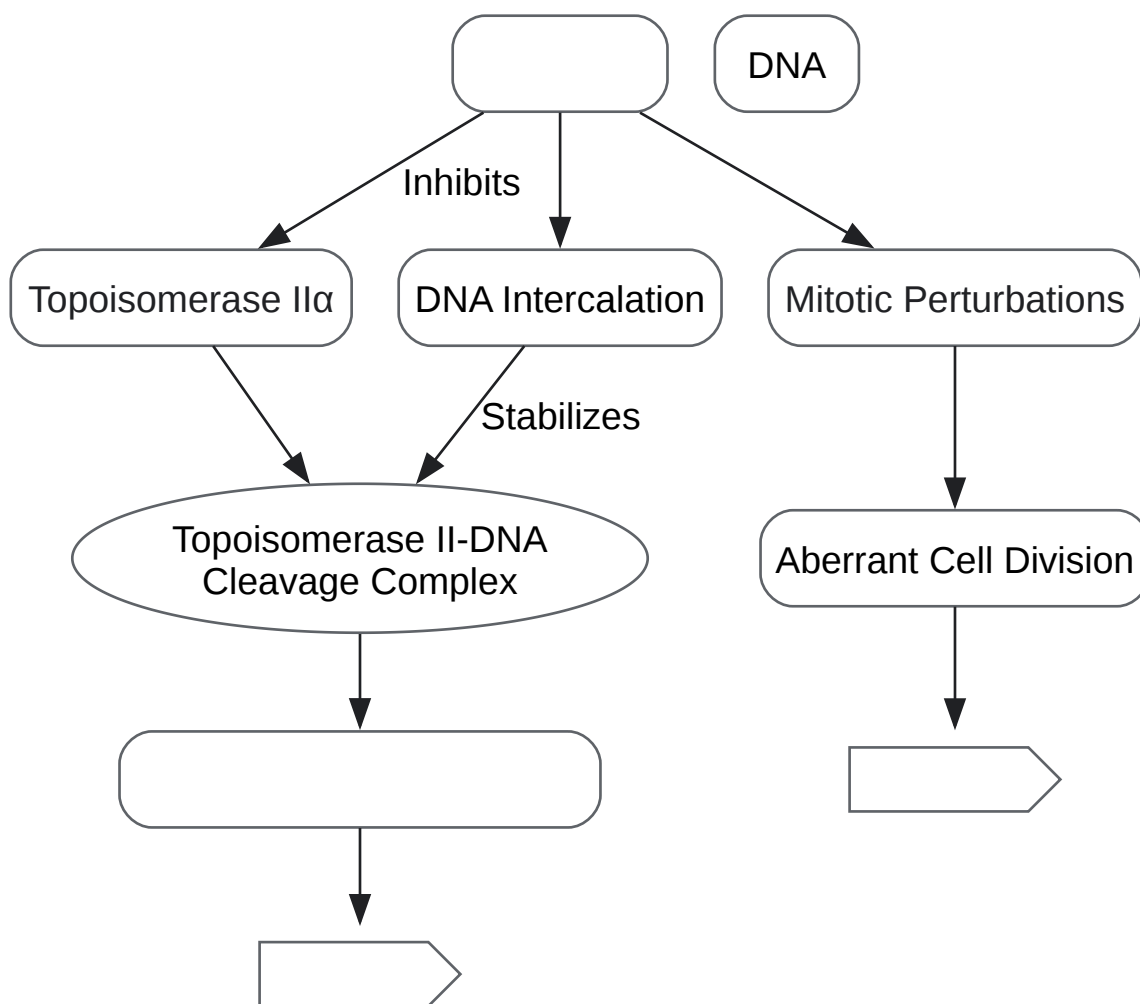 DNA
Inhibits
Topoisomerase IIα
DNA Intercalation
Mitotic Perturbations
Stabilizes
Topoisomerase II-DNA
Cleavage Complex
Aberrant Cell Division